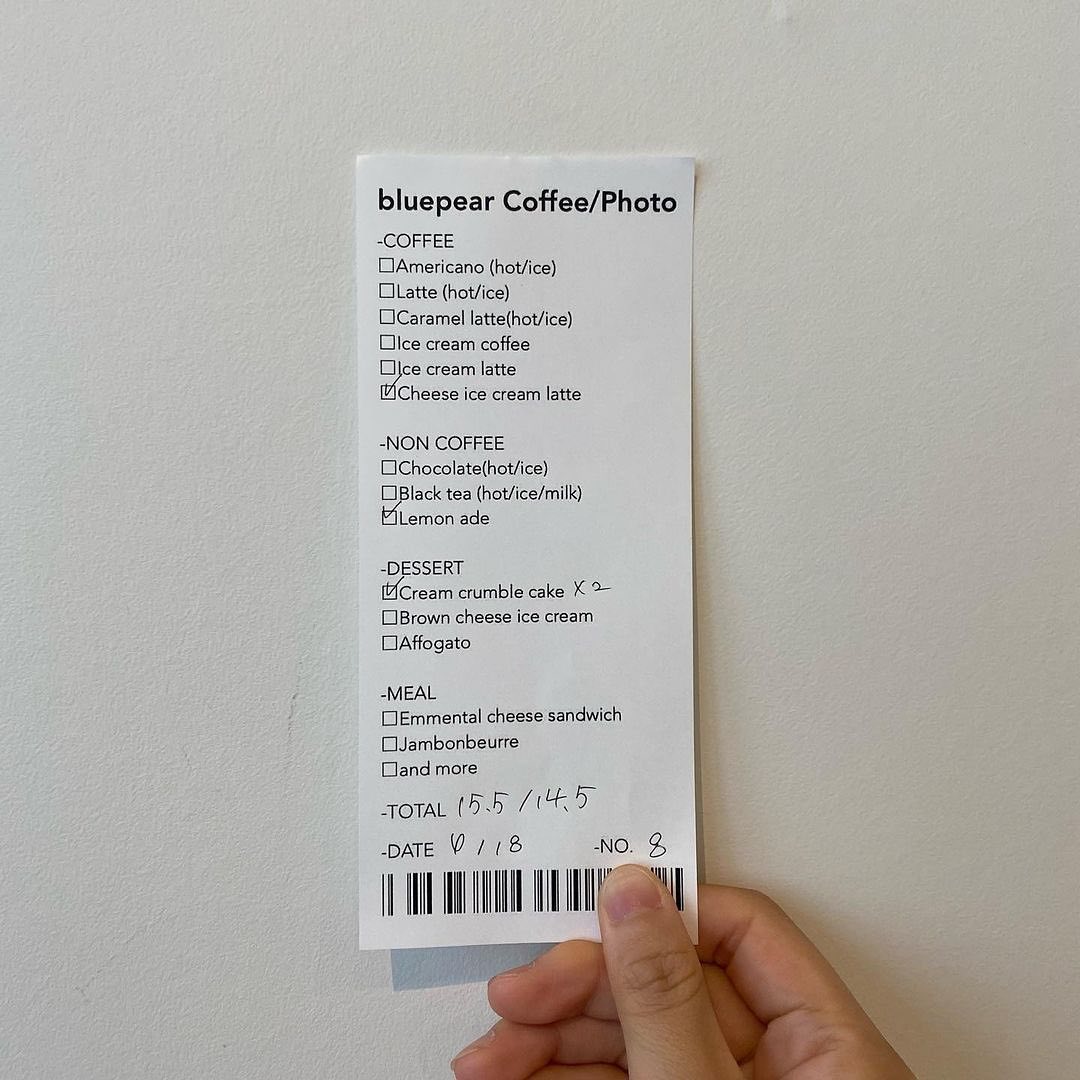 bluepear Coffee/Photo
-COFFEE
☐Americano (hot/ice)
☐Latte (hot/ice)
☐Caramel latte(hot/ice)
☐Ice cream coffee
☐Ice cream latte
☑Cheese ice cream latte
-NON COFFEE
☐Chocolate(hot/ice)
☐Black tea (hot/ice/milk)
☑Lemon ade
-DESSERT
☑Cream crumble cake x2
☐Brown cheese ice cream
☐Affogato
-MEAL
☐Emmental cheese sandwich
☐Jambonbeurre
☐and more
-TOTAL 15.5 / 14.5
-DATE -NO. 8